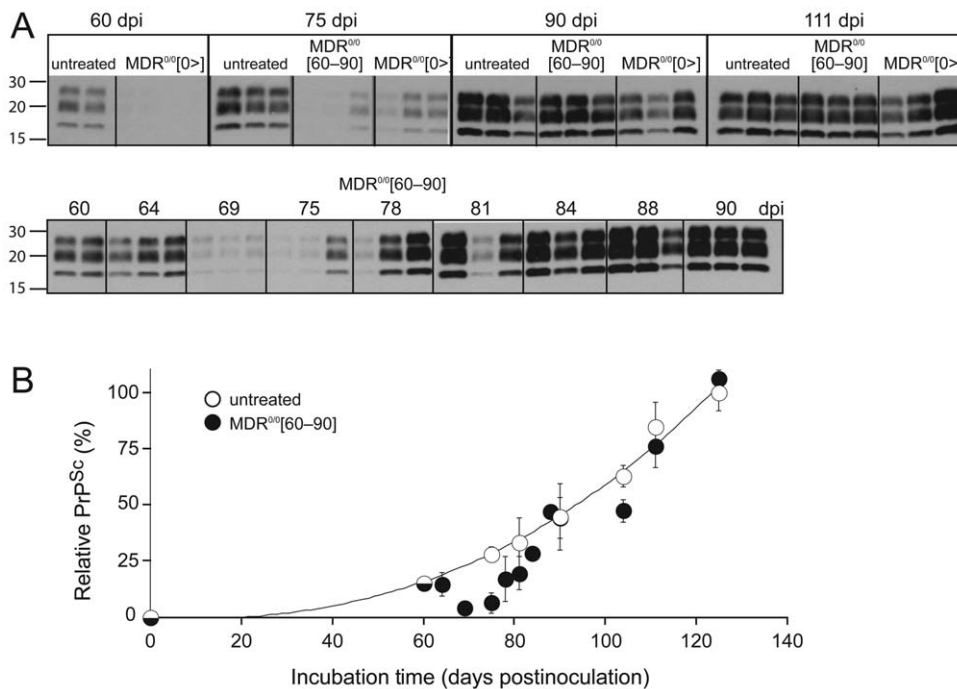 A
60 dpi 75 dpi 90 dpi 111 dpi
untreated MDR⁰/⁰[0>] untreated MDR⁰/⁰ [60–90] MDR⁰/⁰[0>] untreated MDR⁰/⁰ [60–90] MDR⁰/⁰[0>] untreated MDR⁰/⁰ [60–90] MDR⁰/⁰[0>]
30
20
15
MDR⁰/⁰[60–90]
60 64 69 75 78 81 84 88 90 dpi
30
20
15
B
untreated
MDR⁰/⁰[60–90]
Relative PrPSc (%)
100
75
50
25
0
0 20 40 60 80 100 120 140
Incubation time (days postinoculation)